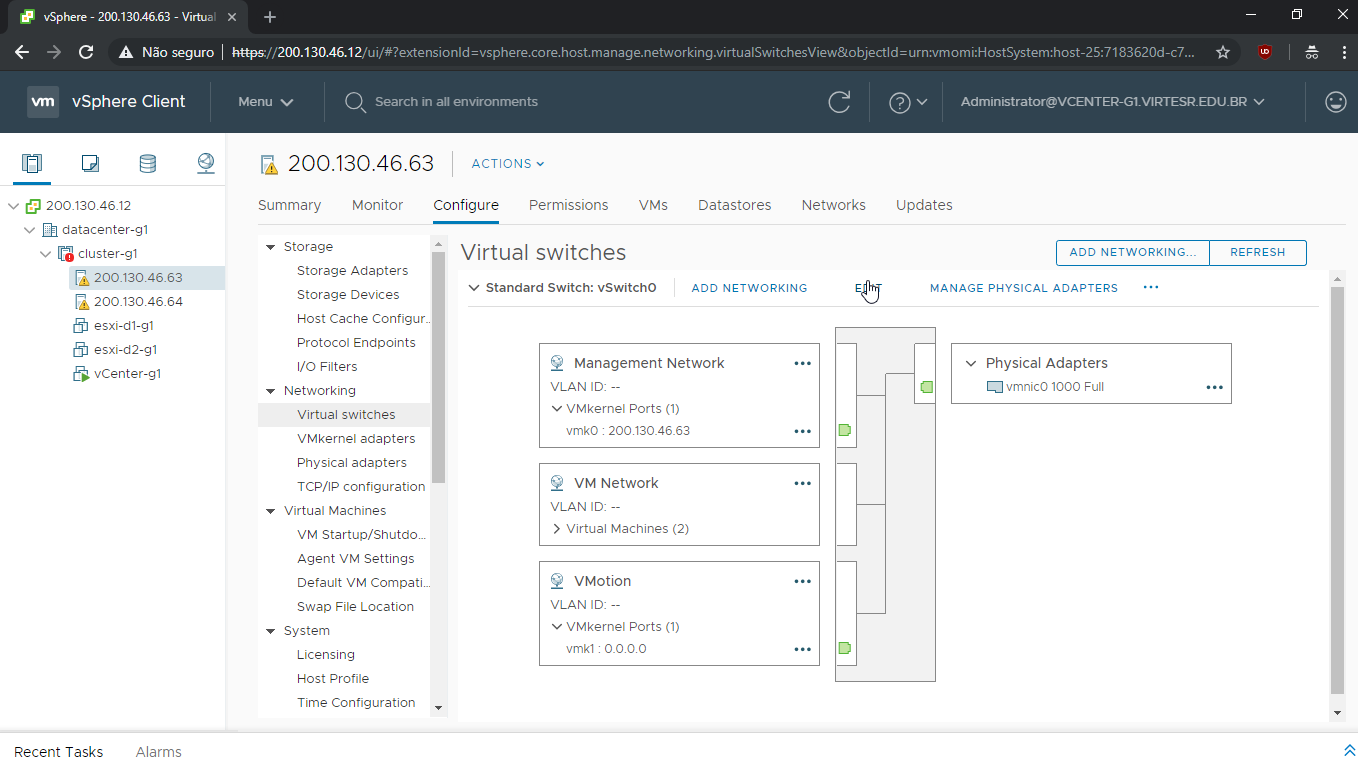 vSphere - 200.130.46.63 - Virtual
Não seguro
https://200.130.46.12/ui/#?extensionId=vsphere.core.host.manage.networking.virtualSwitchesView&objectId=urn:vmomi:HostSystem:host-25:7183620d-c7...
vm vSphere Client
Menu
Search in all environments
Administrator@VCENTER-G1.VIRTESR.EDU.BR
200.130.46.12
datacenter-g1
cluster-g1
200.130.46.63
200.130.46.64
esxi-d1-g1
esxi-d2-g1
vCenter-g1
200.130.46.63
ACTIONS
Summary Monitor Configure Permissions VMs Datastores Networks Updates
Storage
Storage Adapters
Storage Devices
Host Cache Configur...
Protocol Endpoints
I/O Filters
Networking
Virtual switches
VMkernel adapters
Physical adapters
TCP/IP configuration
Virtual Machines
VM Startup/Shutdo...
Agent VM Settings
Default VM Compati...
Swap File Location
System
Licensing
Host Profile
Time Configuration
Virtual switches
ADD NETWORKING... REFRESH
Standard Switch: vSwitch0 ADD NETWORKING EDIT MANAGE PHYSICAL ADAPTERS ...
Management Network ...
VLAN ID: --
VMkernel Ports (1)
vmk0 : 200.130.46.63 ...
VM Network ...
VLAN ID: --
Virtual Machines (2)
VMotion ...
VLAN ID: --
VMkernel Ports (1)
vmk1 : 0.0.0.0 ...
Physical Adapters
vmnic0 1000 Full ...
Recent Tasks Alarms